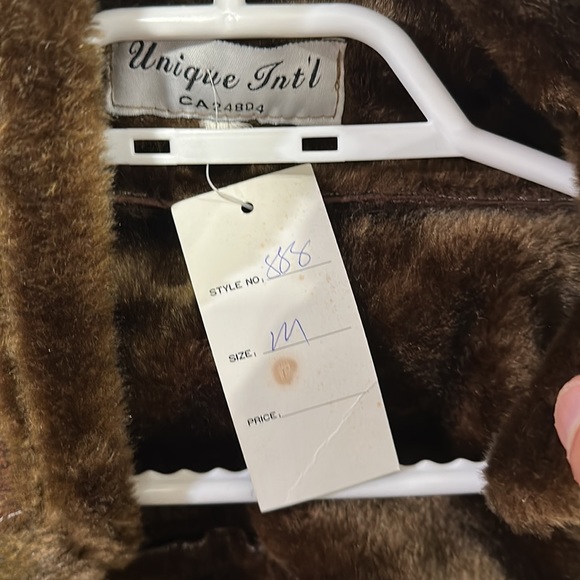 Unique Int'l
CA24804
STYLE NO, 888
SIZE, M
PRICE,